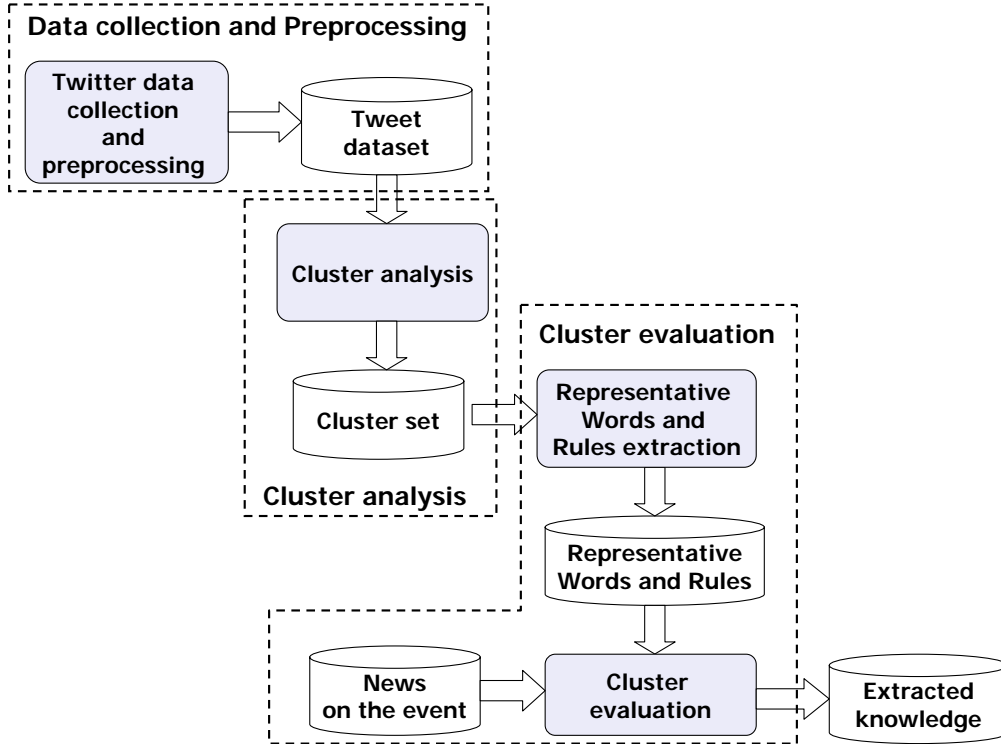 Data collection and Preprocessing
Twitter data
collection
and
preprocessing
Tweet
dataset
Cluster analysis
Cluster set
Cluster analysis
Cluster evaluation
Representative
Words and
Rules extraction
Representative
Words and Rules
News
on the event
Cluster
evaluation
Extracted
knowledge